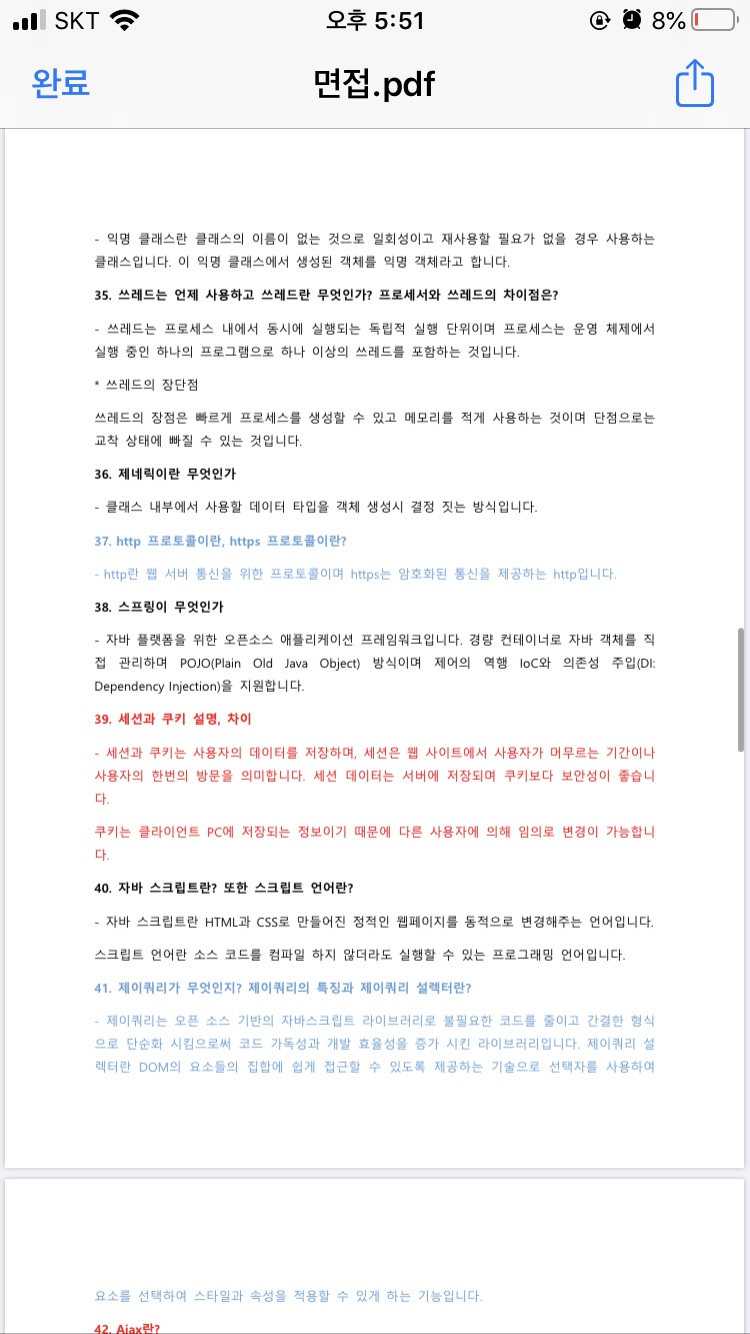 SKT 오후 5:51 8%
완료 면접.pdf
- 익명 클래스란 클래스의 이름이 없는 것으로 일회성이고 재사용할 필요가 없을 경우 사용하는
클래스입니다. 이 익명 클래스에서 생성된 객체를 익명 객체라고 합니다.
35. 쓰레드는 언제 사용하고 쓰레드란 무엇인가? 프로세서와 쓰레드의 차이점은?
- 쓰레드는 프로세스 내에서 동시에 실행되는 독립적 실행 단위이며 프로세스는 운영 체제에서
실행 중인 하나의 프로그램으로 하나 이상의 쓰레드를 포함하는 것입니다.
* 쓰레드의 장단점
쓰레드의 장점은 빠르게 프로세스를 생성할 수 있고 메모리를 적게 사용하는 것이며 단점으로는
교착 상태에 빠질 수 있는 것입니다.
36. 제네릭이란 무엇인가
- 클래스 내부에서 사용할 데이터 타입을 객체 생성시 결정 짓는 방식입니다.
37. http 프로토콜이란, https 프로토콜이란?
- http란 웹 서버 통신을 위한 프로토콜이며 https는 암호화된 통신을 제공하는 http입니다.
38. 스프링이 무엇인가
- 자바 플랫폼을 위한 오픈소스 애플리케이션 프레임워크입니다. 경량 컨테이너로 자바 객체를 직
접 관리하며 POJO(Plain Old Java Object) 방식이며 제어의 역행 IoC와 의존성 주입(DI:
Dependency Injection)을 지원합니다.
39. 세션과 쿠키 설명, 차이
- 세션과 쿠키는 사용자의 데이터를 저장하며, 세션은 웹 사이트에서 사용자가 머무르는 기간이나
사용자의 한번의 방문을 의미합니다. 세션 데이터는 서버에 저장되며 쿠키보다 보안성이 좋습니
다.
쿠키는 클라이언트 PC에 저장되는 정보이기 때문에 다른 사용자에 의해 임의로 변경이 가능합니
다.
40. 자바 스크립트란? 또한 스크립트 언어란?
- 자바 스크립트란 HTML과 CSS로 만들어진 정적인 웹페이지를 동적으로 변경해주는 언어입니다.
스크립트 언어란 소스 코드를 컴파일 하지 않더라도 실행할 수 있는 프로그래밍 언어입니다.
41. 제이쿼리가 무엇인지? 제이쿼리의 특징과 제이쿼리 설렉터란?
- 제이쿼리는 오픈 소스 기반의 자바스크립트 라이브러리로 불필요한 코드를 줄이고 간결한 형식
으로 단순화 시킴으로써 코드 가독성과 개발 효율성을 증가 시킨 라이브러리입니다. 제이쿼리 설
렉터란 DOM의 요소들의 집합에 쉽게 접근할 수 있도록 제공하는 기술으로 선택자를 사용하여
요소를 선택하여 스타일과 속성을 적용할 수 있게 하는 기능입니다.
42. Ajax란?